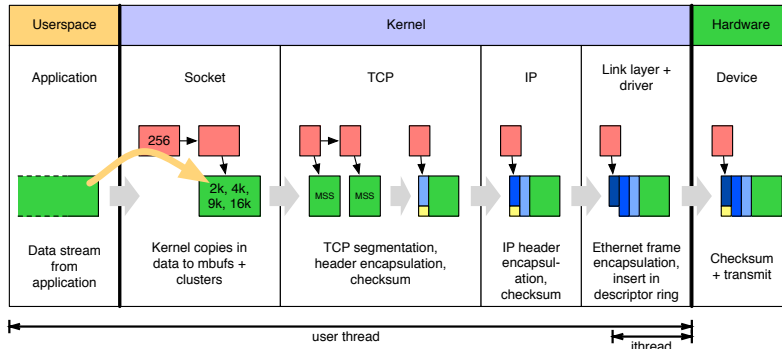 Userspace
Kernel
Hardware
Application
Socket
TCP
IP
Link layer +
driver
Device
256
2k, 4k,
9k, 16k
MSS
MSS
Data stream
from
application
Kernel copies in
data to mbufs +
clusters
TCP segmentation,
header encapsulation,
checksum
IP header
encapsul-
ation,
checksum
Ethernet frame
encapsulation,
insert in
descriptor ring
Checksum
+ transmit
user thread
ithread